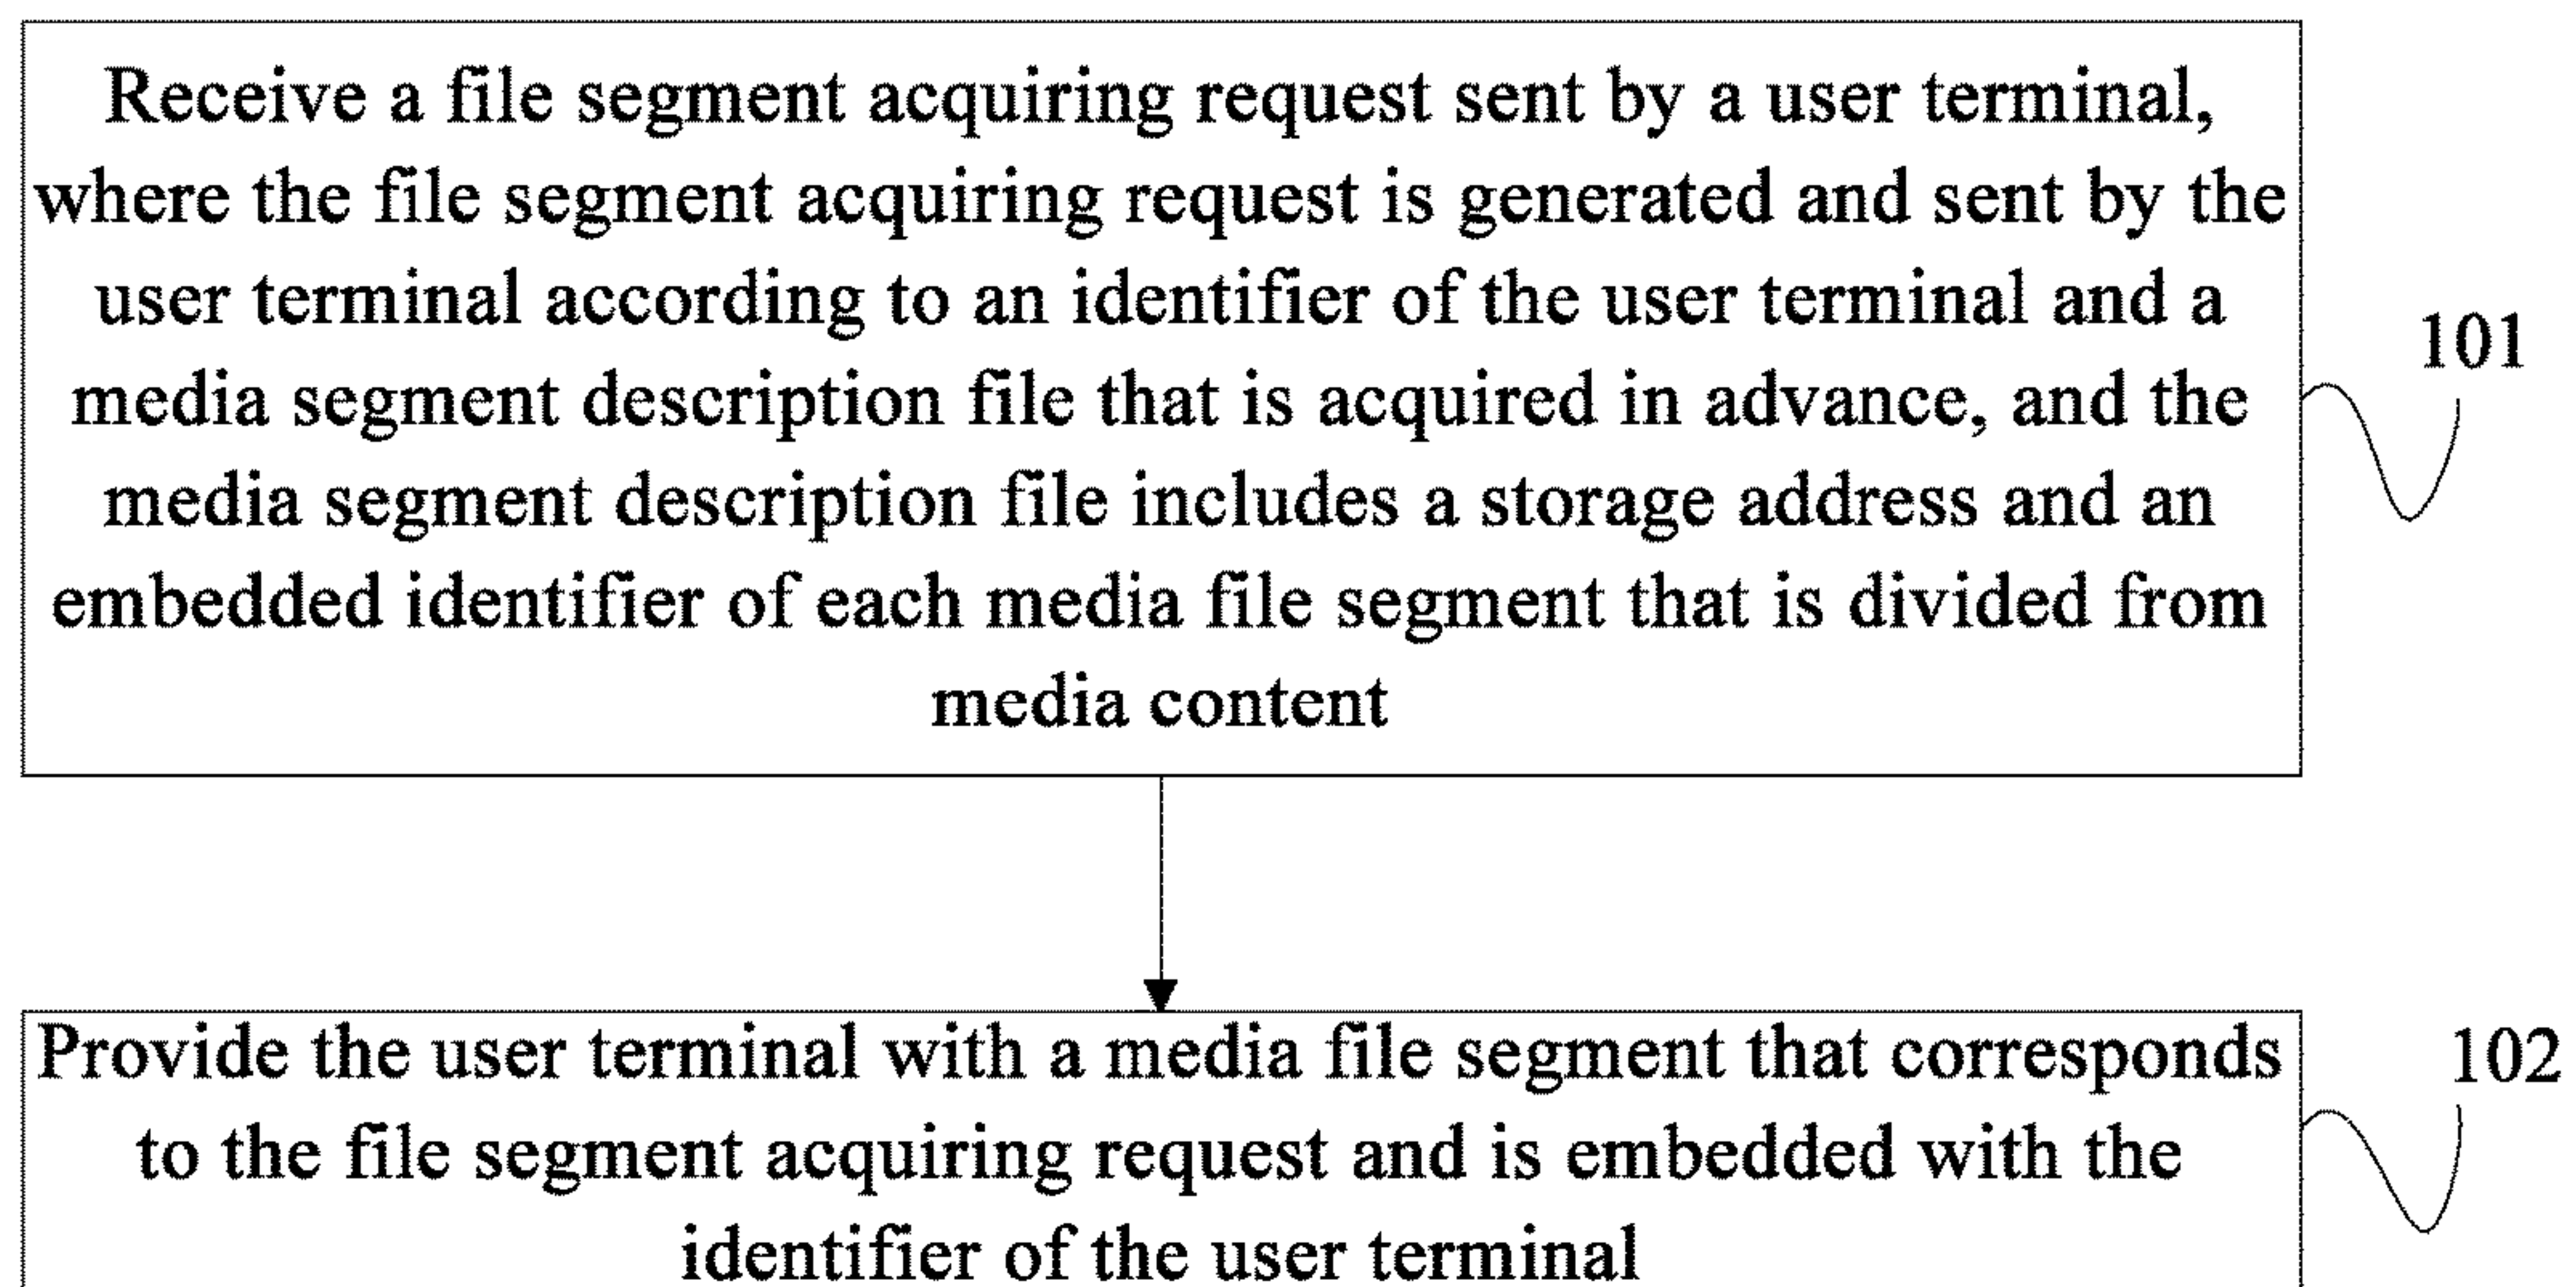 Receive a file segment acquiring request sent by a user terminal,
where the file segment acquiring request is generated and sent by the
user terminal according to an identifier of the user terminal and a
media segment description file that is acquired in advance, and the
media segment description file includes a storage address and an
embedded identifier of each media file segment that is divided from
media content
101
Provide the user terminal with a media file segment that corresponds
to the file segment acquiring request and is embedded with the
identifier of the user terminal
102